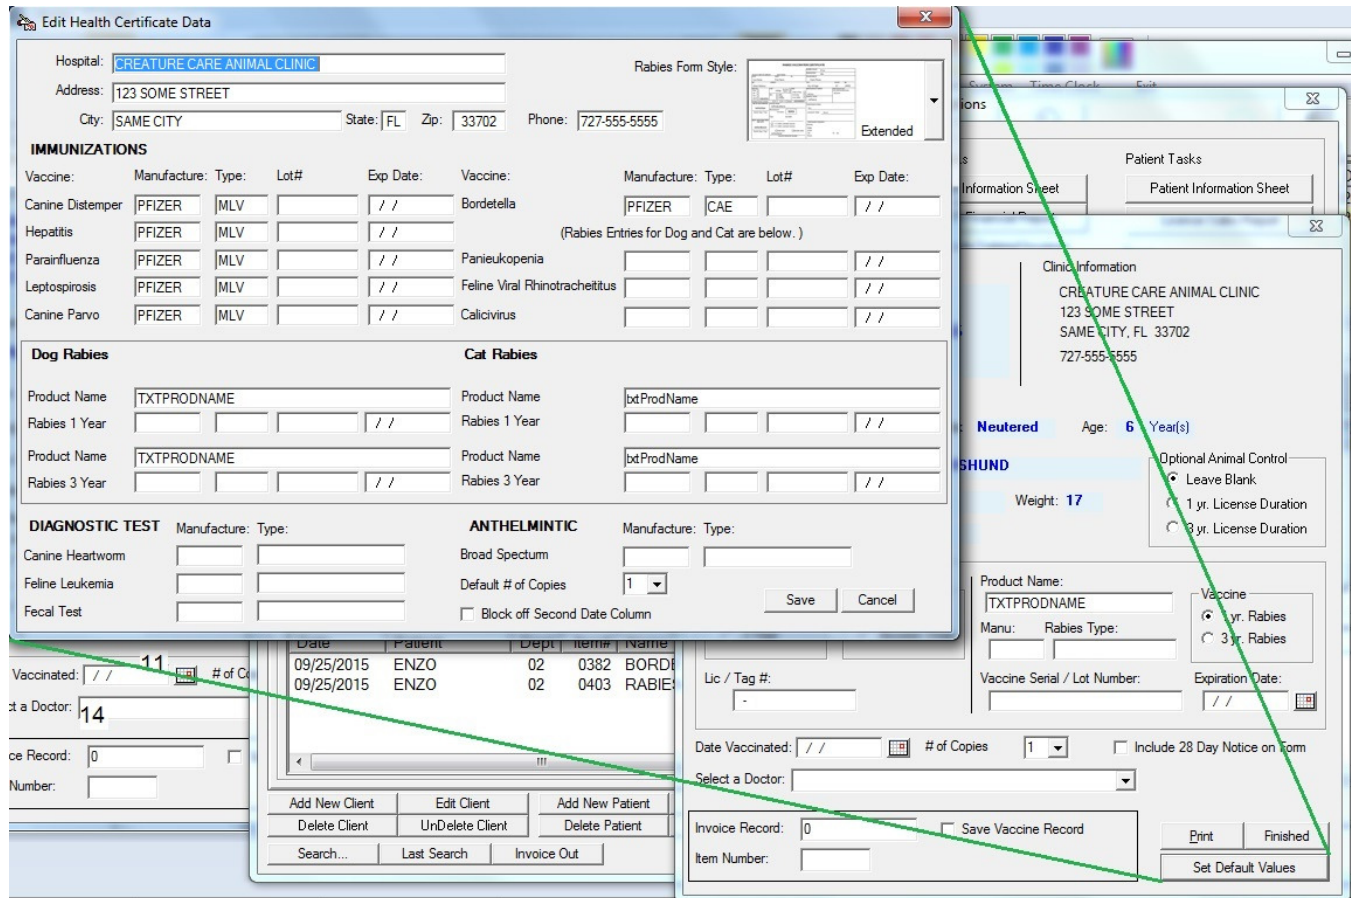 Edit Health Certificate Data
Hospital: CREATURE CARE ANIMAL CLINIC
Rabies Form Style:
Extended
Address: 123 SOME STREET
City: SAME CITY State: FL Zip: 33702 Phone: 727-555-5555
IMMUNIZATIONS
Vaccine: Manufacture: Type: Lot# Exp Date: Vaccine: Manufacture: Type: Lot# Exp Date:
Canine Distemper PFIZER MLV / / Bordetella PFIZER CAE / /
Hepatitis PFIZER MLV / / (Rabies Entries for Dog and Cat are below. )
Parainfluenza PFIZER MLV / / Panieukopenia / /
Leptospirosis PFIZER MLV / / Feline Viral Rhinotracheititus / /
Canine Parvo PFIZER MLV / / Calicivirus / /
Dog Rabies Cat Rabies
Product Name TXTPRODNAME Product Name txtProdName
Rabies 1 Year / / Rabies 1 Year / /
Product Name TXTPRODNAME Product Name txtProdName
Rabies 3 Year / / Rabies 3 Year / /
DIAGNOSTIC TEST Manufacture: Type: ANTHELMINTIC Manufacture: Type:
Canine Heartworm Broad Specturm
Feline Leukemia Default # of Copies 1
Fecal Test Block off Second Date Column
Save Cancel
System Time Clock Exit
ions
Patient Tasks
Information Sheet Patient Information Sheet
Clinic Information
CREATURE CARE ANIMAL CLINIC
123 SOME STREET
SAME CITY, FL 33702
727-555-5555
Neutered Age: 6 Year(s)
SHUND
Weight: 17
Optional Animal Control
Leave Blank
1 yr. License Duration
3 yr. License Duration
Product Name:
TXTPRODNAME
Manu: Rabies Type:
Vaccine
1 yr. Rabies
3 yr. Rabies
Lic / Tag #: Vaccine Serial / Lot Number: Expiration Date:
- / /
Date Vaccinated: / / # of Copies 1 Include 28 Day Notice on Form
Select a Doctor:
Invoice Record: 0 Save Vaccine Record
Item Number:
Print Finished
Set Default Values
Date Patient Dept Item# Name
09/25/2015 ENZO 02 0382 BORDE
09/25/2015 ENZO 02 0403 RABIE
Add New Client Edit Client Add New Patient
Delete Client UnDelete Client Delete Patient
Search... Last Search Invoice Out
Vaccinated: / / 11 # of Co
ct a Doctor: 14
ice Record: 0
Number: